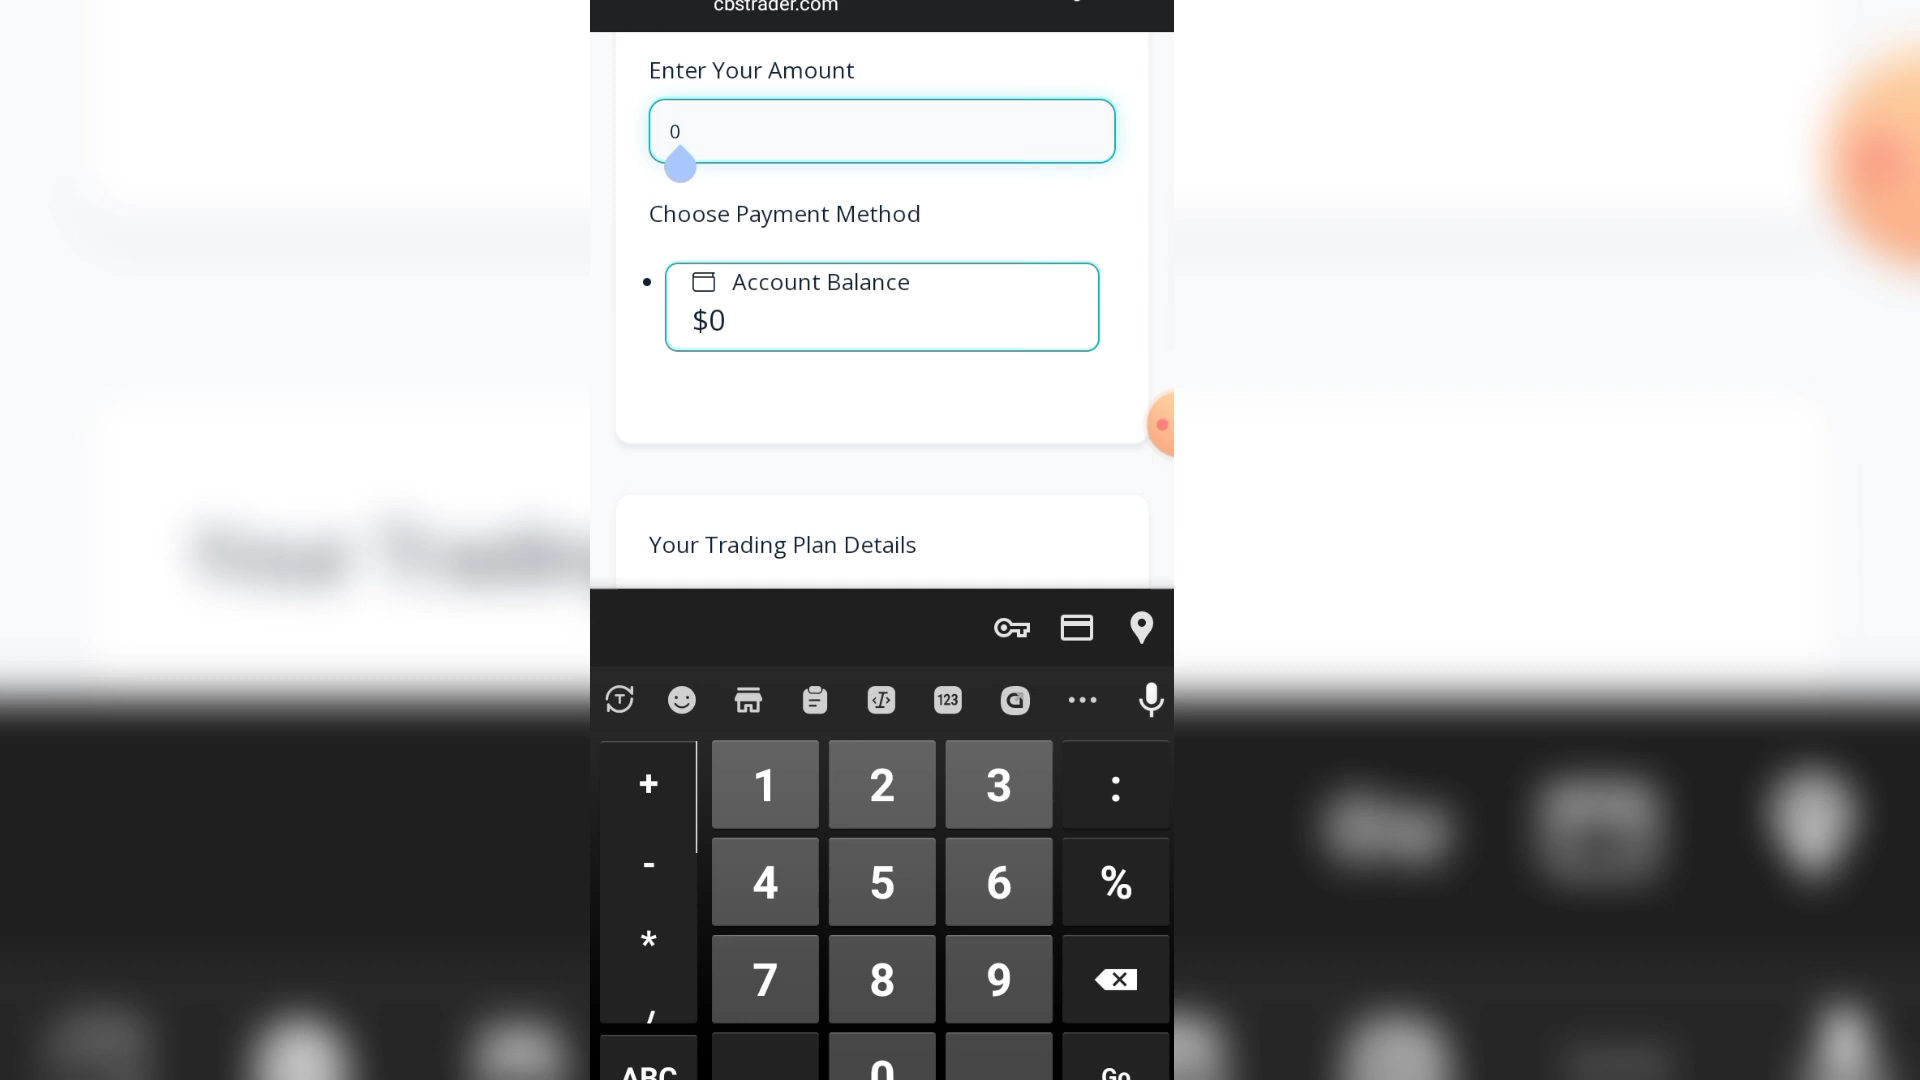 cbstrader.com
Enter Your Amount
0
Choose Payment Method
Account Balance
$0
Your Trading Plan Details
T
123
+ 1 2 3 :
- 4 5 6 %
* 7 8 9
,
ABC 0 Go